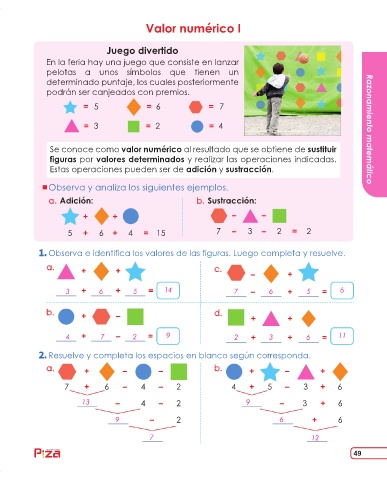 Valor numérico I
Juego divertido
En la feria hay una juego que consiste en lanzar
pelotas a unos símbolos que tienen un
determinado puntaje, los cuales posteriormente
podrán ser canjeados con premios.
= 5 = 6 = 7
= 3 = 2 = 4
Razonamiento matemático
Se conoce como valor numérico al resultado que se obtiene de sustituir
figuras por valores determinados y realizar las operaciones indicadas.
Estas operaciones pueden ser de adición y sustracción.
Observa y analiza los siguientes ejemplos.
a. Adición:
+ +
5 + 6 + 4 = 15
b. Sustracción:
– –
7 – 3 – 2 = 2
1. Observa e identifica los valores de las figuras. Luego completa y resuelve.
a. + +
3 + 6 + 5 = 14
c. – +
7 – 6 + 5 = 6
b. + –
4 + 7 – 2 = 9
d. + +
2 + 3 + 6 = 11
2. Resuelve y completa los espacios en blanco según corresponda.
a. + – –
7 + 6 – 4 – 2
13 – 4 – 2
9 – 2
7
b. + – +
4 + 5 – 3 + 6
9 – 3 + 6
6 + 6
12
49